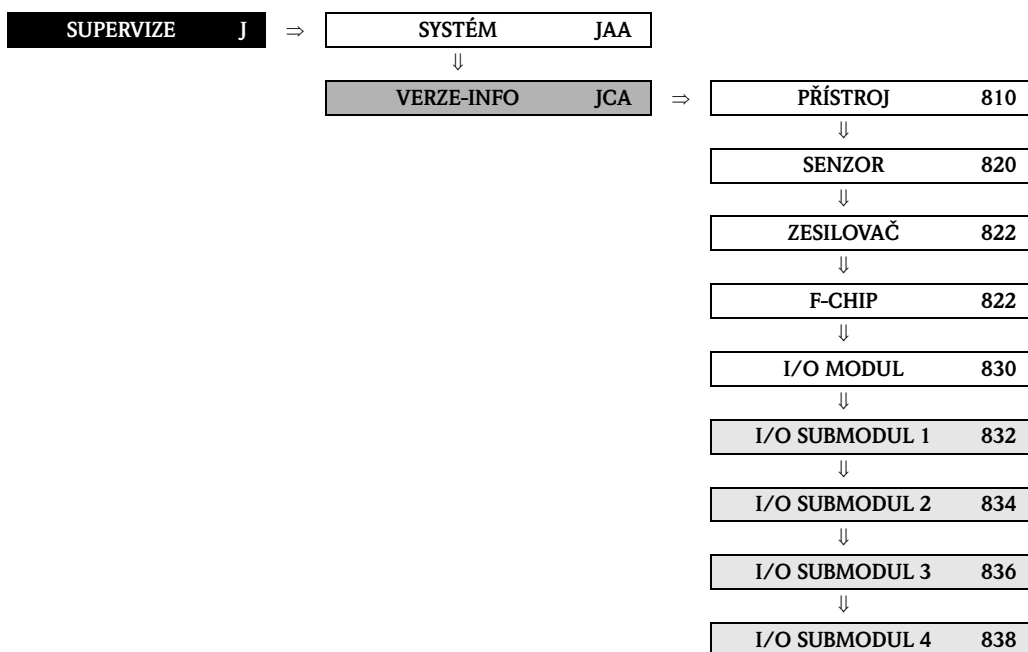 SUPERVIZE J ⇒ SYSTÉM JAA
⇓
VERZE-INFO JCA ⇒ PŘÍSTROJ 810
⇓
SENZOR 820
⇓
ZESILOVAČ 822
⇓
F-CHIP 822
⇓
I/O MODUL 830
⇓
I/O SUBMODUL 1 832
⇓
I/O SUBMODUL 2 834
⇓
I/O SUBMODUL 3 836
⇓
I/O SUBMODUL 4 838